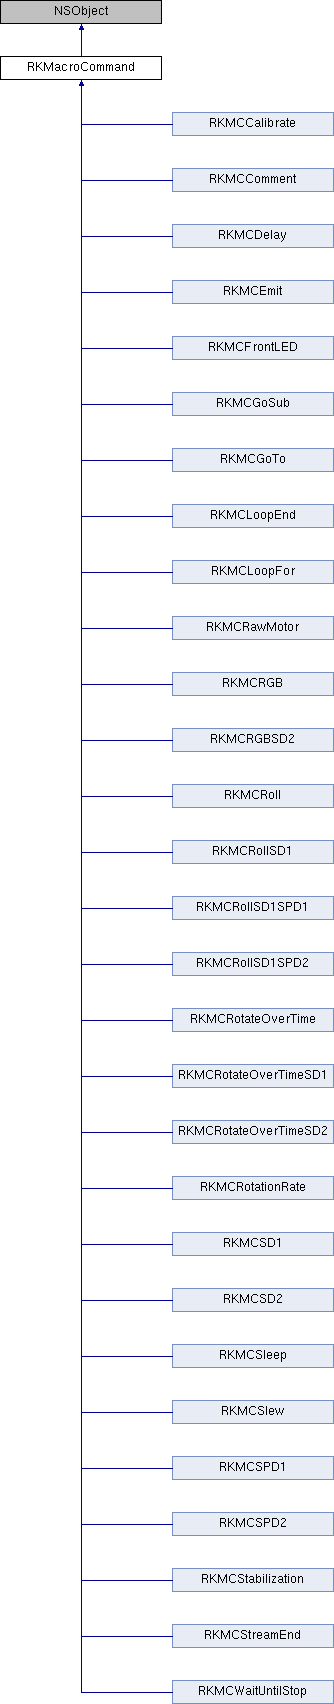 NSObject
RKMacroCommand
RKMCCalibrate
RKMCComment
RKMCDelay
RKMCEmit
RKMCFrontLED
RKMCGoSub
RKMCGoTo
RKMCLoopEnd
RKMCLoopFor
RKMCRawMotor
RKMCRGB
RKMCRGBSD2
RKMCRoll
RKMCRollSD1
RKMCRollSD1SPD1
RKMCRollSD1SPD2
RKMCRotateOverTime
RKMCRotateOverTimeSD1
RKMCRotateOverTimeSD2
RKMCRotationRate
RKMCSD1
RKMCSD2
RKMCSleep
RKMCSlew
RKMCSPD1
RKMCSPD2
RKMCStabilization
RKMCStreamEnd
RKMCWaitUntilStop